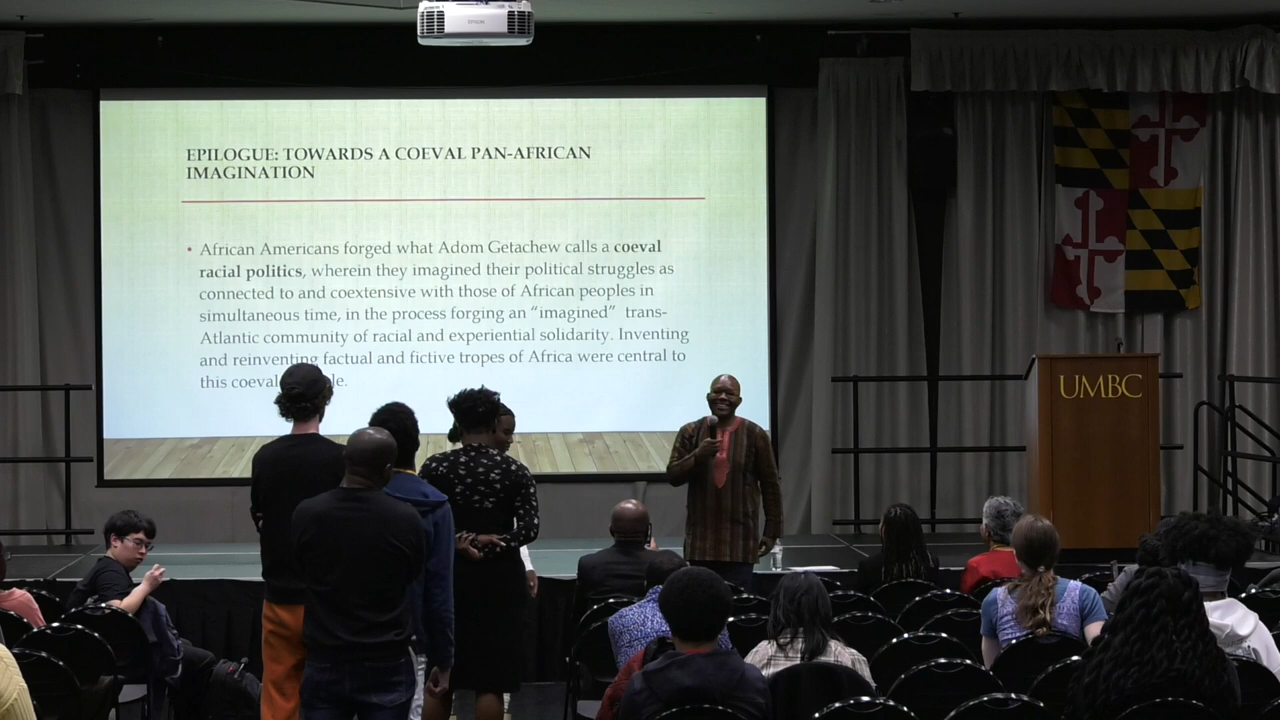 EPSON
EPILOGUE: TOWARDS A COEVAL PAN-AFRICAN
IMAGINATION
• African Americans forged what Adom Getachew calls a coeval
racial politics, wherein they imagined their political struggles as
connected to and coextensive with those of African peoples in
simultaneous time, in the process forging an “imagined” trans-
Atlantic community of racial and experiential solidarity. Inventing
and reinventing factual and fictive tropes of Africa were central to
this coeval
UMBC